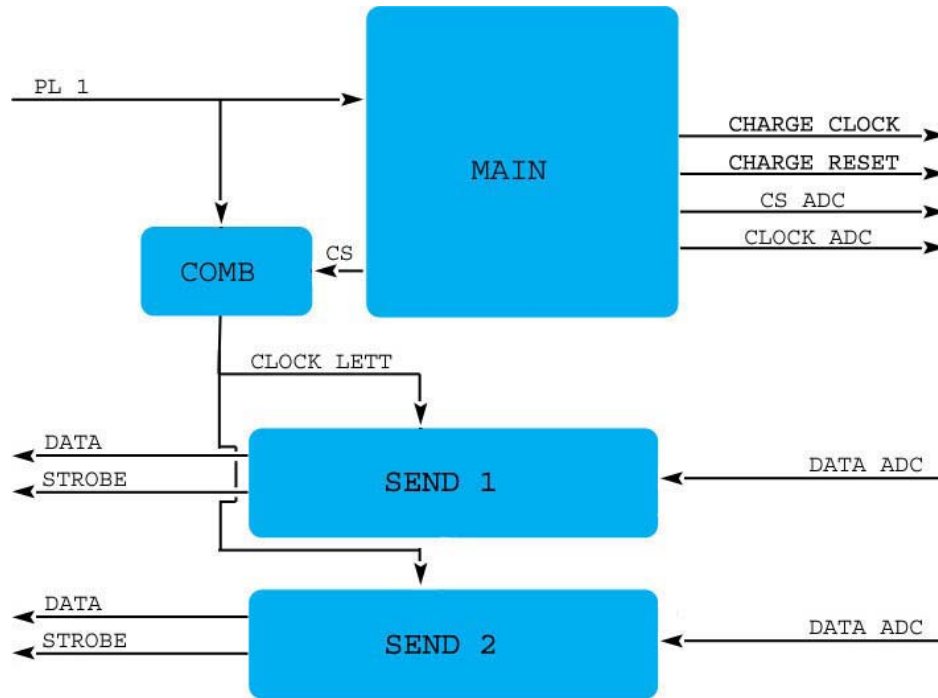 PL 1
CHARGE CLOCK
MAIN
CHARGE RESET
CS ADC
CLOCK ADC
CS
COMB
CLOCK LETT
DATA
DATA ADC
STROBE
SEND 1
DATA
DATA ADC
STROBE
SEND 2